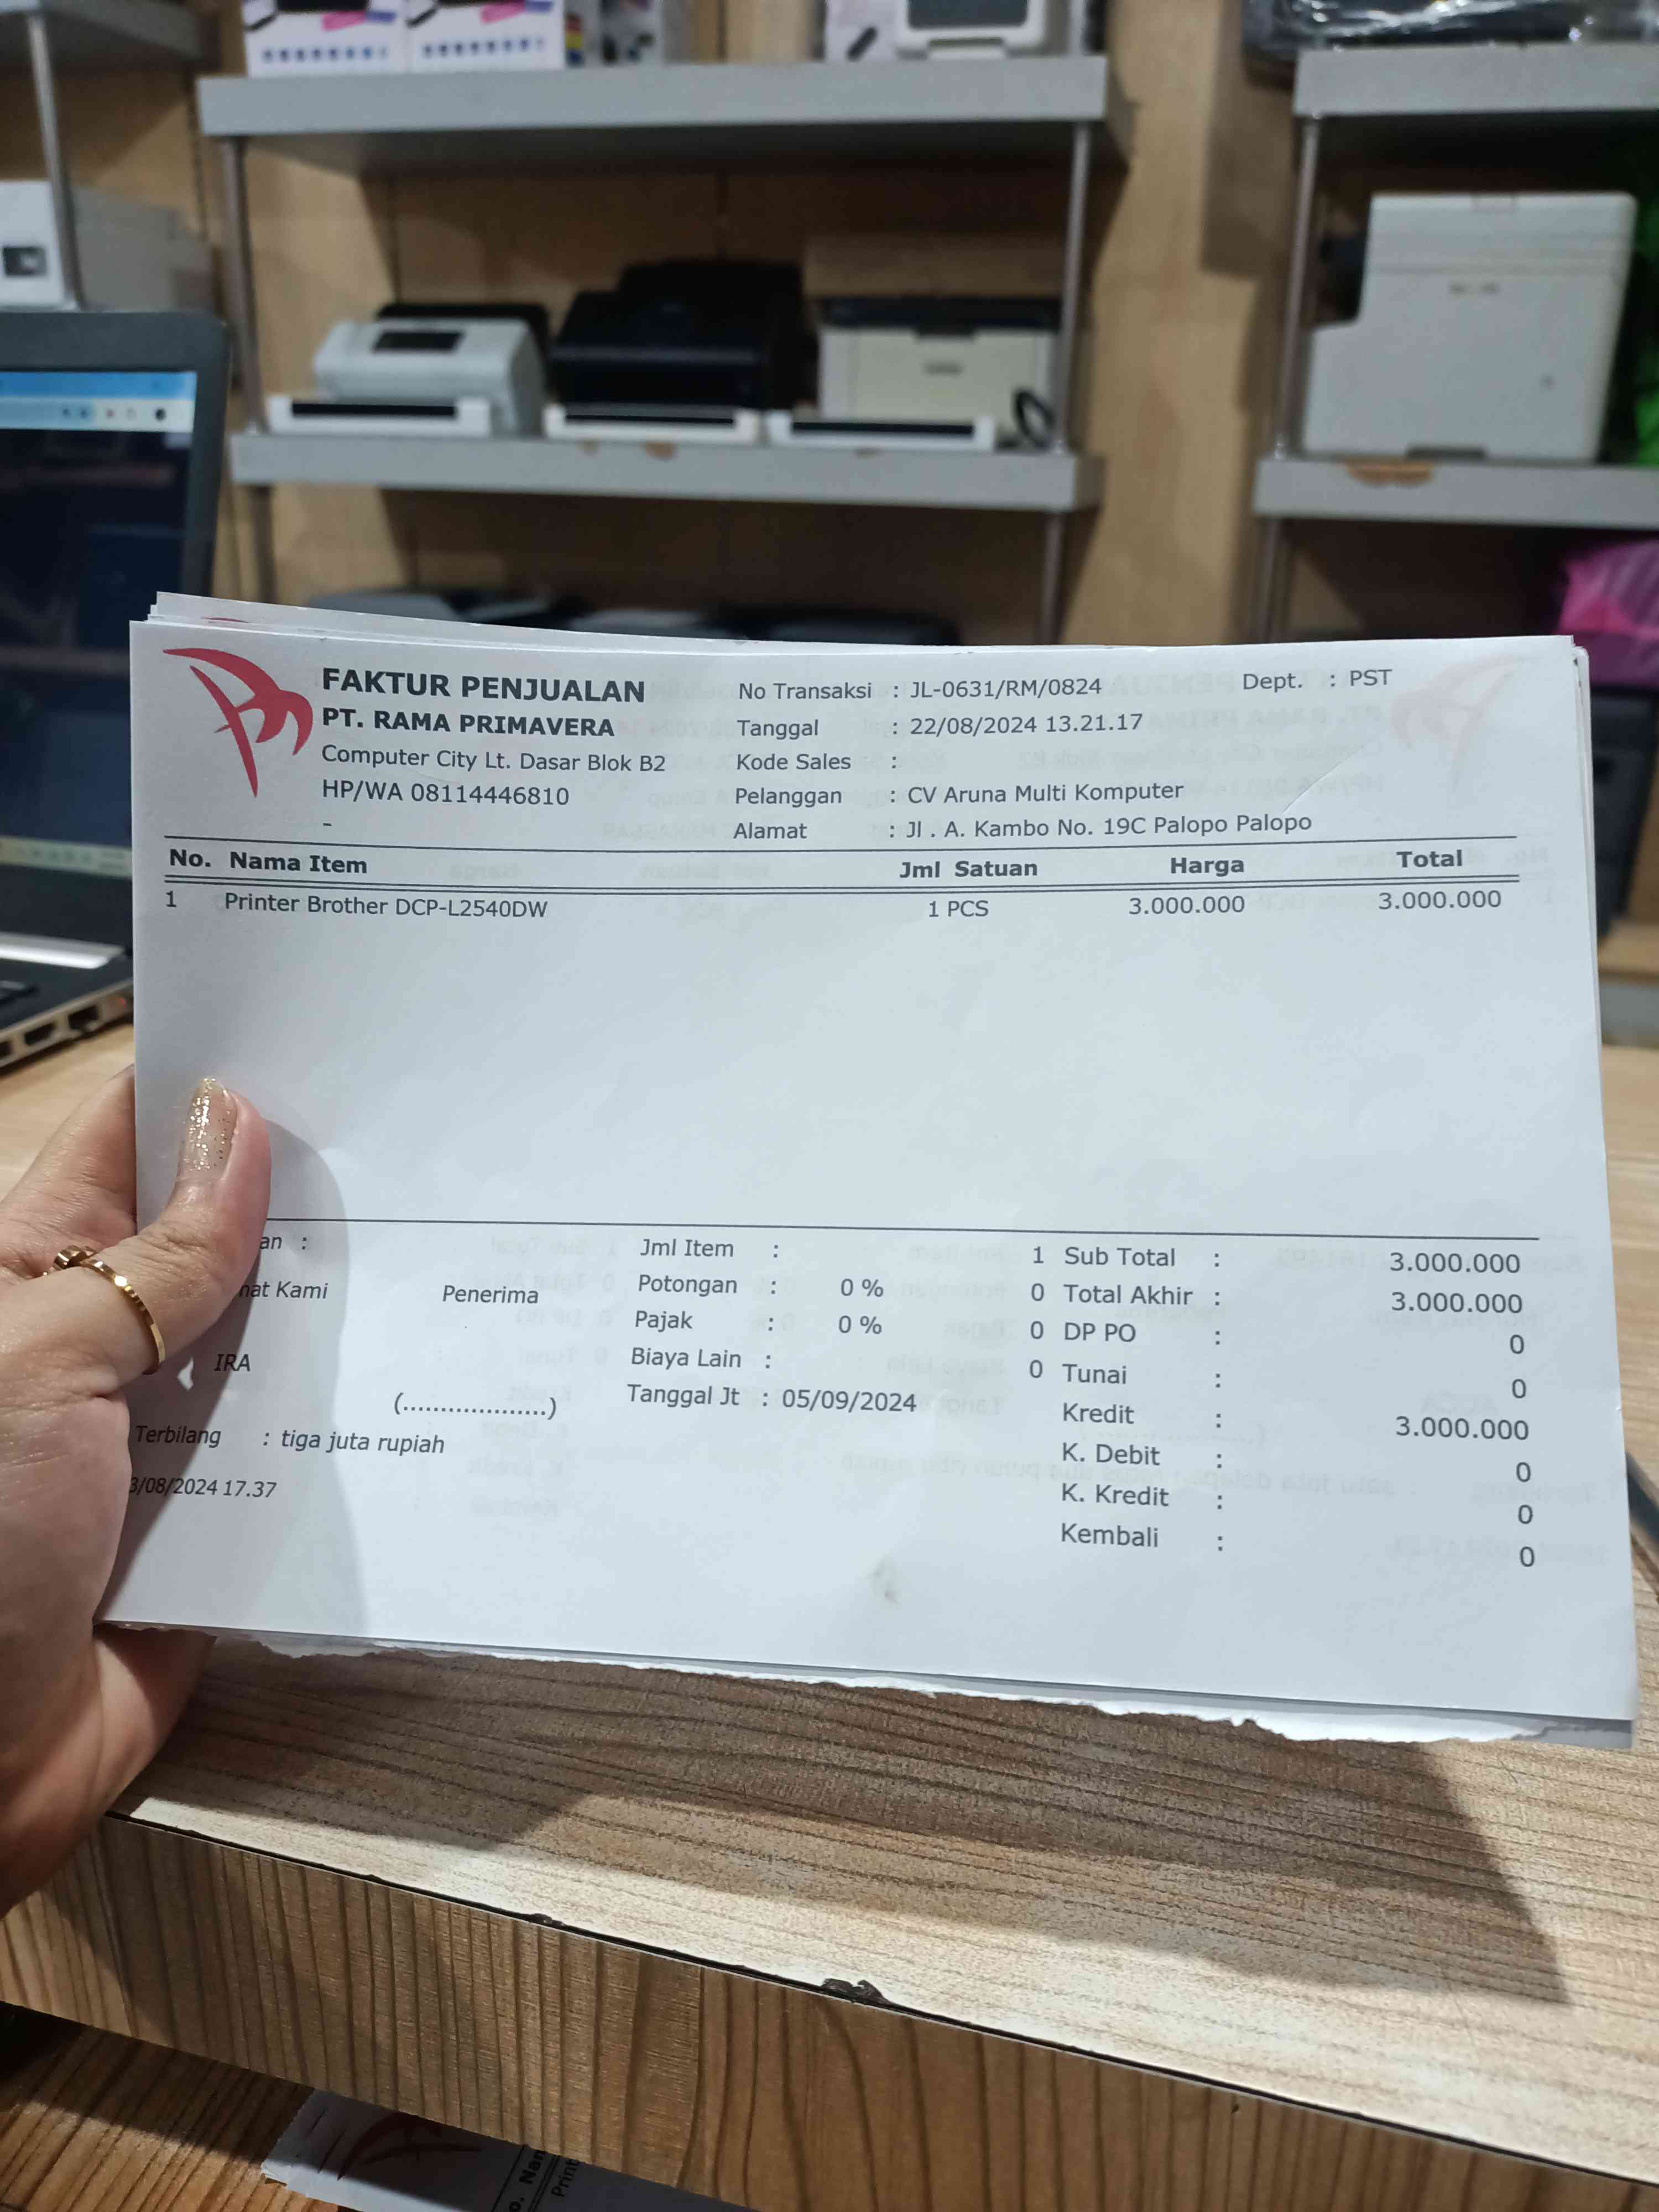 FAKTUR PENJUALAN
PT. RAMA PRIMAVERA
Computer City Lt. Dasar Blok B2
HP/WA 08114446810
-
No Transaksi : JL-0631/RM/0824 Dept. : PST
Tanggal : 22/08/2024 13.21.17
Kode Sales :
Pelanggan : CV Aruna Multi Komputer
Alamat : Jl . A. Kambo No. 19C Palopo Palopo
No. Nama Item Jml Satuan Harga Total
1 Printer Brother DCP-L2540DW 1 PCS 3.000.000 3.000.000
an :
hat Kami Penerima
IRA
(....................)
Terbilang : tiga juta rupiah
3/08/2024 17.37
Jml Item : 1
Potongan : 0 % 0
Pajak : 0 % 0
Biaya Lain : 0
Tanggal Jt : 05/09/2024
Sub Total : 3.000.000
Total Akhir : 3.000.000
DP PO : 0
Tunai : 0
Kredit : 3.000.000
K. Debit : 0
K. Kredit : 0
Kembali : 0